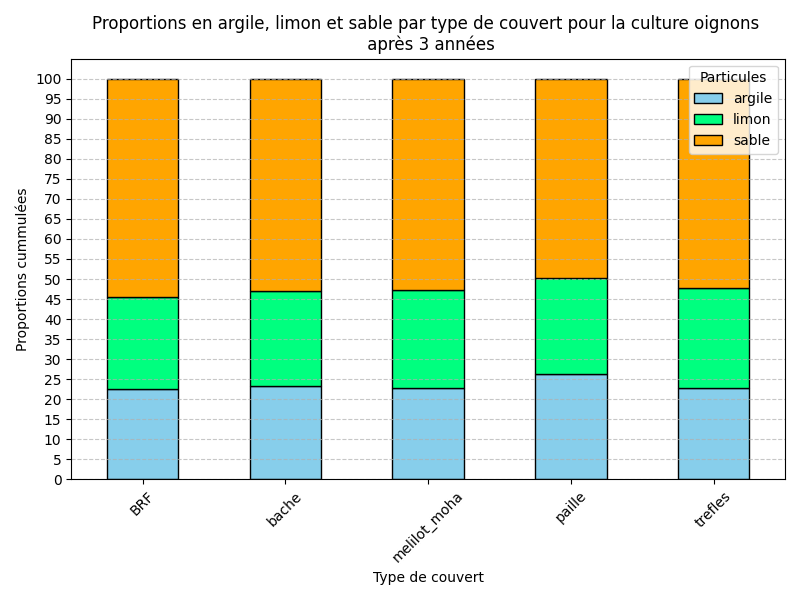 Proportions en argile, limon et sable par type de couvert pour la culture oignons
après 3 années
Particules
argile
limon
sable
Proportions cummulées
100
95
90
85
80
75
70
65
60
55
50
45
40
35
30
25
20
15
10
5
0
BRF
bache
melilot_moha
paille
trefles
Type de couvert